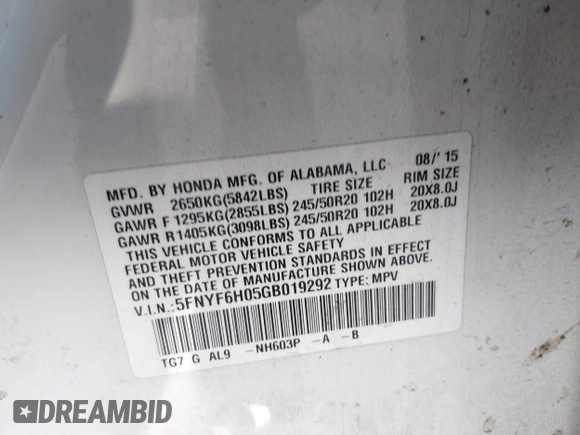 MFD. BY HONDA MFG. OF ALABAMA, LLC 08/'15
GVWR 2650KG(5842LBS) TIRE SIZE RIM SIZE
GAWR F 1295KG(2855LBS) 245/50R20 102H 20X8.0J
GAWR R 1405KG(3098LBS) 245/50R20 102H 20X8.0J
THIS VEHICLE CONFORMS TO ALL APPLICABLE
FEDERAL MOTOR VEHICLE SAFETY
AND THEFT PREVENTION STANDARDS IN EFFECT
ON THE DATE OF MANUFACTURE SHOWN ABOVE.
V.I.N.:5FNYF6H05GB019292 TYPE: MPV
TG7 G AL9 -NH603P -A -B
DREAMBID